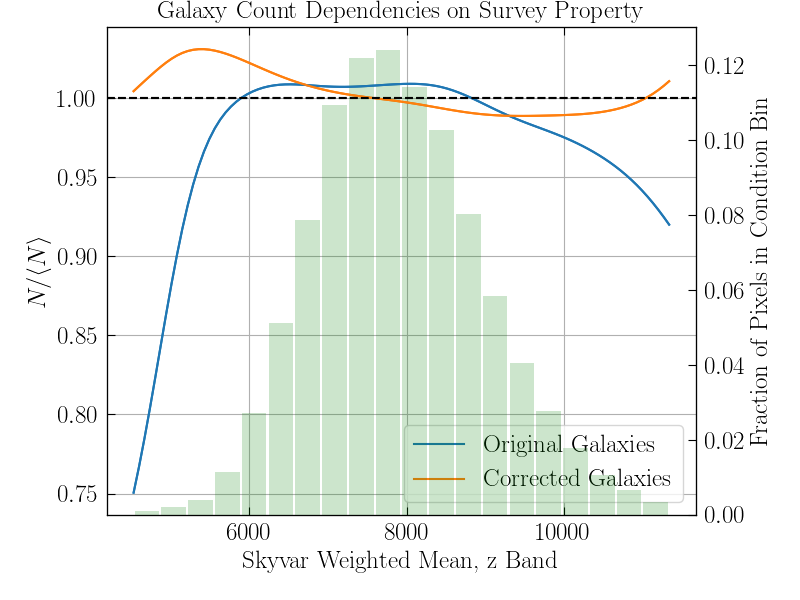 Galaxy Count Dependencies on Survey Property
1.00
0.95
0.90
0.85
0.80
0.75
N/⟨N⟩
0.12
0.10
0.08
0.06
0.04
0.02
0.00
Fraction of Pixels in Condition Bin
Original Galaxies
Corrected Galaxies
6000 8000 10000
Skyvar Weighted Mean, z Band